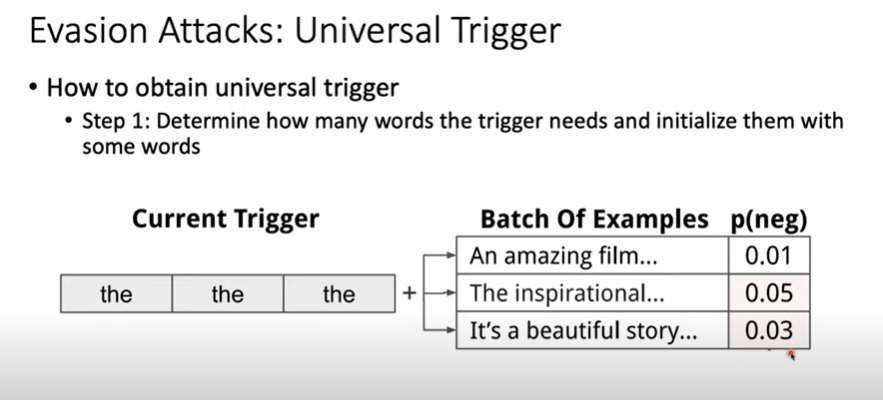 Evasion Attacks: Universal Trigger
• How to obtain universal trigger
• Step 1: Determine how many words the trigger needs and initialize them with
some words
Current Trigger
the the the
+
Batch Of Examples p(neg)
An amazing film... 0.01
The inspirational... 0.05
It's a beautiful story... 0.03